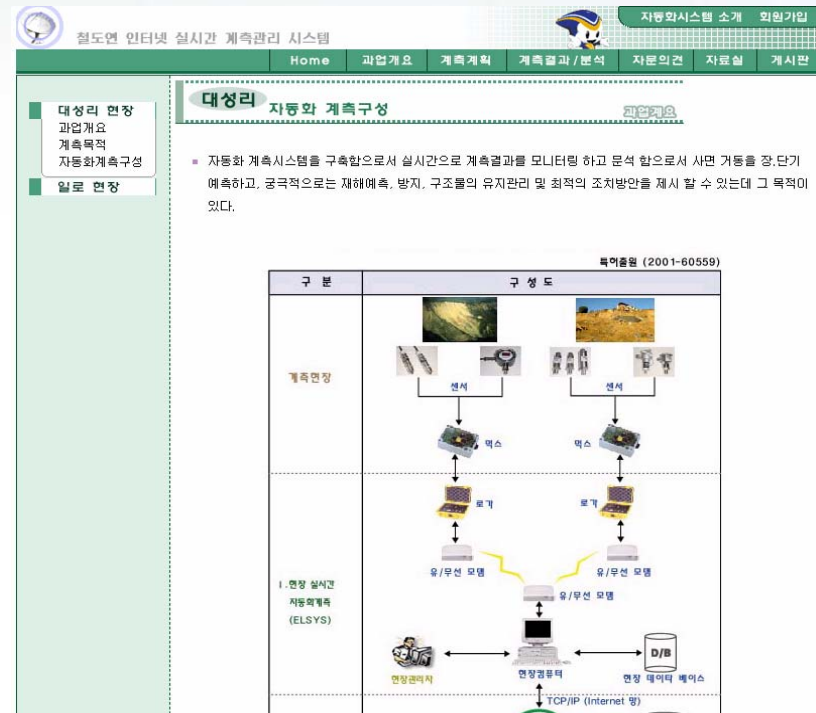 철도연 인터넷 실시간 계측관리 시스템
자동화시스템 소개 회원가입
Home 과업개요 계측계획 계측결과/분석 자문의견 자료실 게시판
대성리 현장
과업개요
계측목적
자동화계측구성
일로 현장
대성리 자동화 계측구성
과업개요
자동화 계측시스템을 구축함으로서 실시간으로 계측결과를 모니터링 하고 분석 함으로서 사면 거동을 장.단기
예측하고, 궁극적으로는 재해예측, 방지, 구조물의 유지관리 및 최적의 조치방안을 제시 할 수 있는데 그 목적이
있다.
특허출원 (2001-60559)
구 분 구 성 도
계측현장
센서 센서
먹스 먹스
로거 로거
유/무선 모뎀 유/무선 모뎀
유/무선 모뎀
I.현장 실시간
자동화계측
(ELSYS)
D/B
현장관리자 현장컴퓨터 현장 데이타 베이스
TCP/IP (Internet 망)